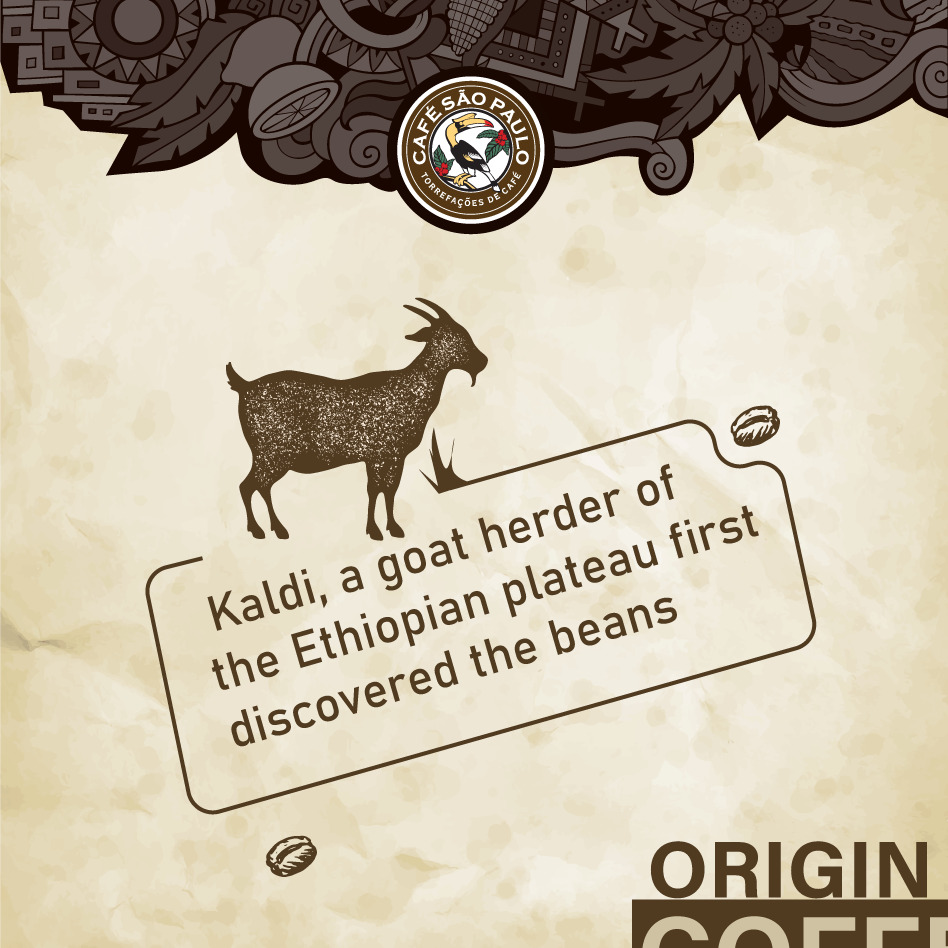 CAFÉ SÃO PAULO
TORREFAÇÕES DE CAFÉ
Kaldi, a goat herder of
the Ethiopian plateau first
discovered the beans
ORIGIN